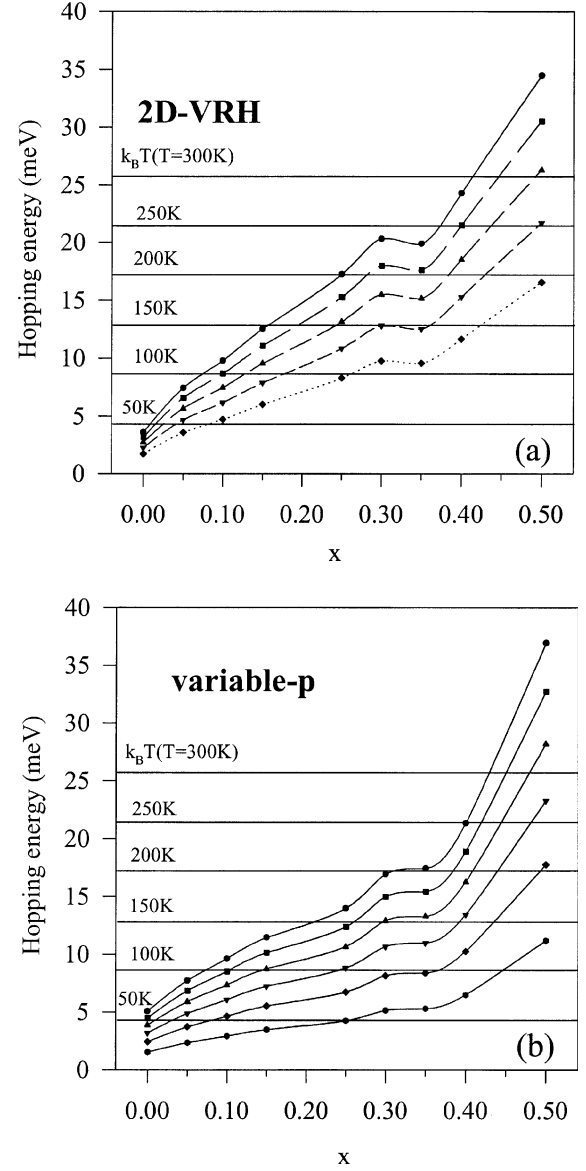 40
35
30
25
20
15
10
5
0
Hopping energy (meV)
2D-VRH
k_BT(T=300K)
250K
200K
150K
100K
50K
(a)
0.00 0.10 0.20 0.30 0.40 0.50
x
40
35
30
25
20
15
10
5
0
Hopping energy (meV)
variable-p
k_BT(T=300K)
250K
200K
150K
100K
50K
(b)
0.00 0.10 0.20 0.30 0.40 0.50
x